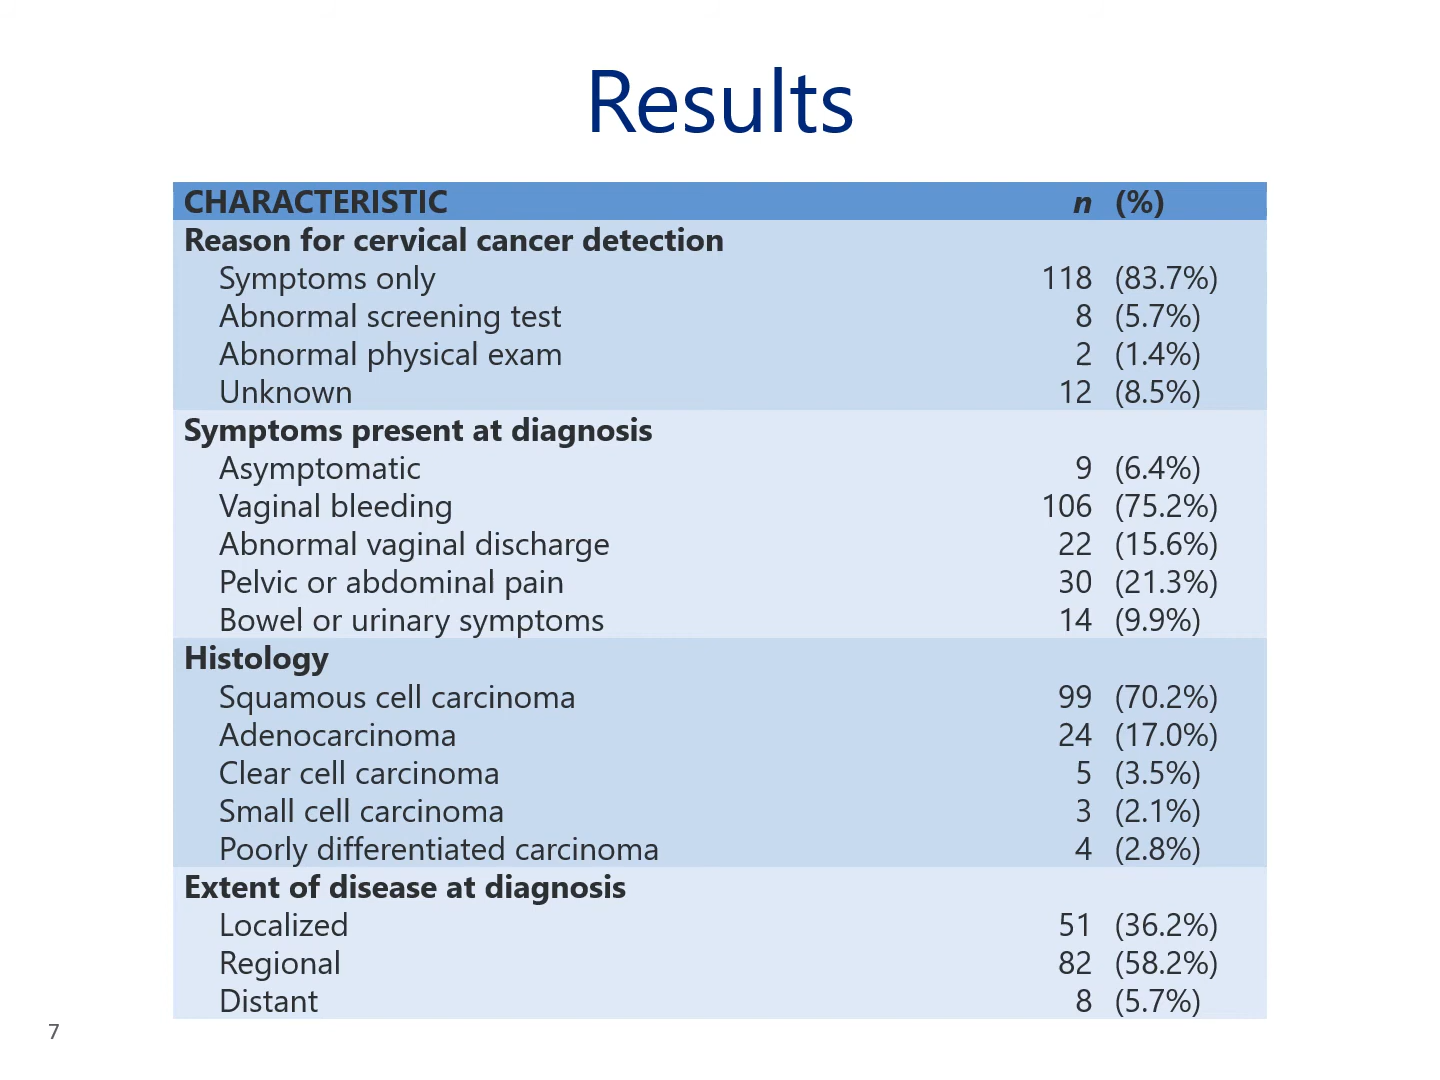 Results
CHARACTERISTIC n (%)
Reason for cervical cancer detection
Symptoms only 118 (83.7%)
Abnormal screening test 8 (5.7%)
Abnormal physical exam 2 (1.4%)
Unknown 12 (8.5%)
Symptoms present at diagnosis
Asymptomatic 9 (6.4%)
Vaginal bleeding 106 (75.2%)
Abnormal vaginal discharge 22 (15.6%)
Pelvic or abdominal pain 30 (21.3%)
Bowel or urinary symptoms 14 (9.9%)
Histology
Squamous cell carcinoma 99 (70.2%)
Adenocarcinoma 24 (17.0%)
Clear cell carcinoma 5 (3.5%)
Small cell carcinoma 3 (2.1%)
Poorly differentiated carcinoma 4 (2.8%)
Extent of disease at diagnosis
Localized 51 (36.2%)
Regional 82 (58.2%)
Distant 8 (5.7%)
7